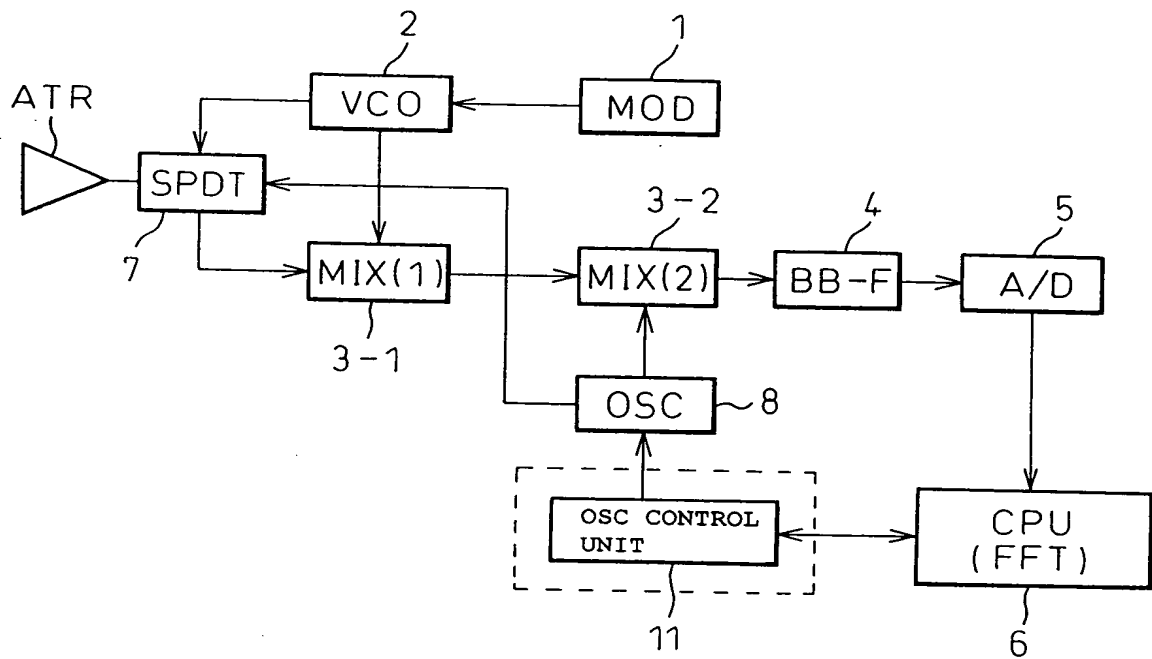 2
1
ATR
VCO
MOD
SPDT
7
3-2
4
5
MIX(1)
MIX(2)
BB-F
A/D
3-1
OSC
8
OSC CONTROL
UNIT
CPU
(FFT)
11
6